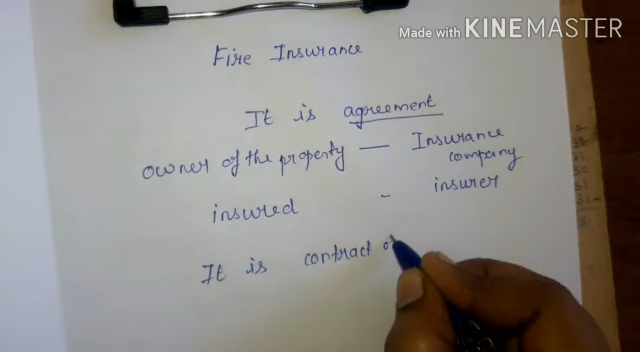 Made with KINEMASTER
Fire Insurance
It is agreement
owner of the property — Insurance company
insured - insurer
It is contract o